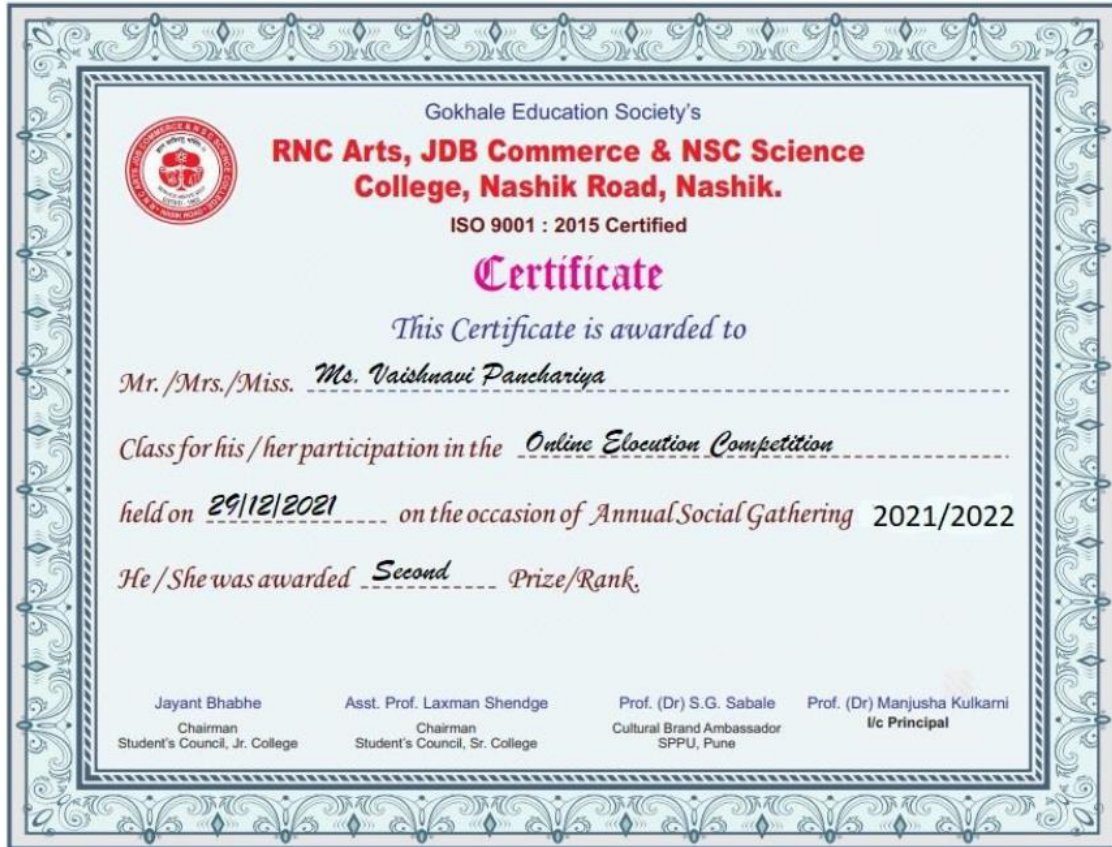 Gokhale Education Society's
RNC Arts, JDB Commerce & NSC Science
College, Nashik Road, Nashik.
ISO 9001 : 2015 Certified
Certificate
This Certificate is awarded to
Mr. /Mrs./Miss. Ms. Vaishnavi Panchariya
Class for his / her participation in the Online Elocution Competition
held on 29/12/2021 on the occasion of Annual Social Gathering 2021/2022
He / She was awarded Second Prize/Rank.
Jayant Bhabhe
Chairman
Student's Council, Jr. College
Asst. Prof. Laxman Shendge
Chairman
Student's Council, Sr. College
Prof. (Dr) S.G. Sabale
Cultural Brand Ambassador
SPPU, Pune
Prof. (Dr) Manjusha Kulkarni
I/c Principal